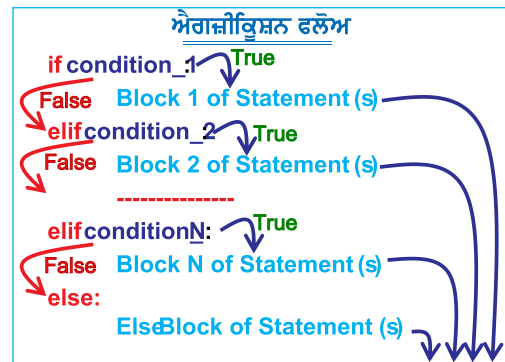 ਐਗਜ਼ੀਕਿਊਸ਼ਨ ਫਲੋਅ
if condition_1: True
False Block 1 of Statement (s)
elif condition_2: True
False Block 2 of Statement (s)
---------------
elif conditionN: True
False Block N of Statement (s)
else:
Else Block of Statement (s)